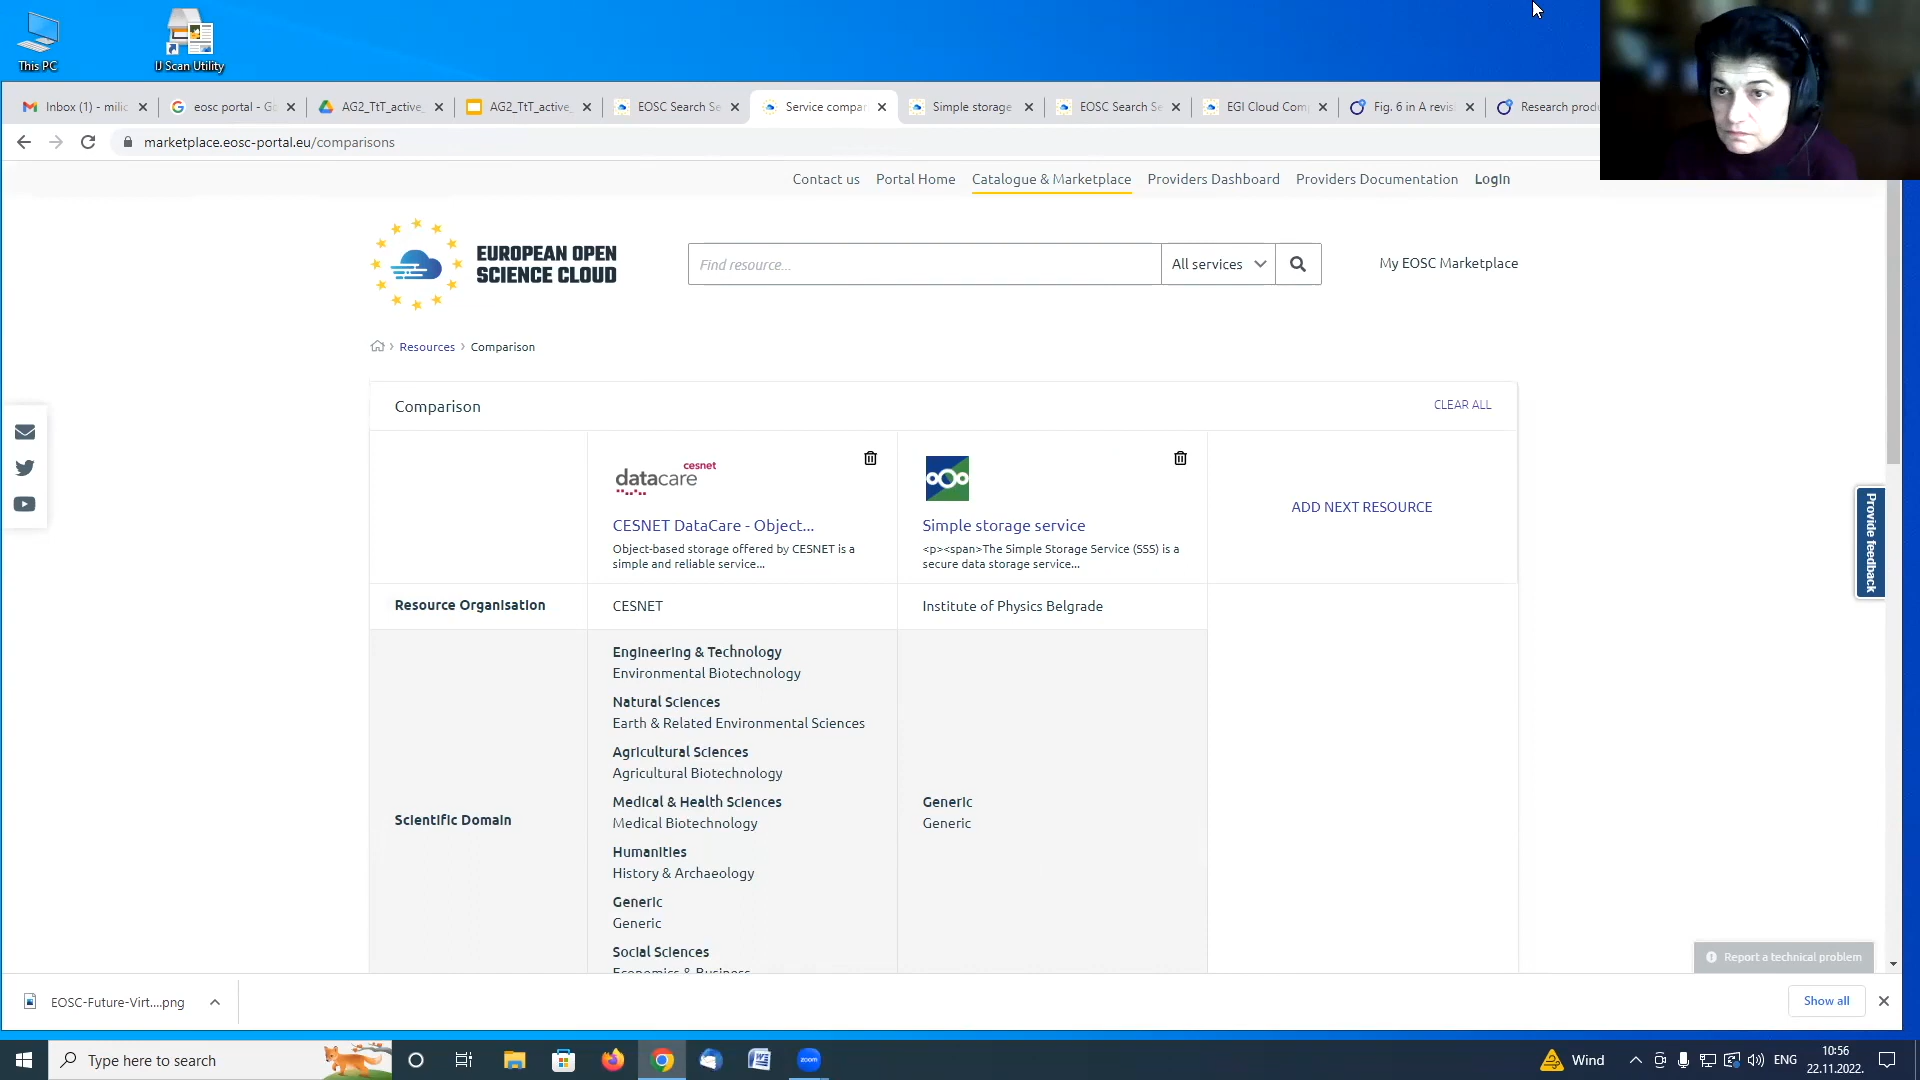 This PC
IJ Scan Utility
Inbox (1) - milic
eosc portal - Go
AG2_TtT_active_
AG2_TtT_active_
EOSC Search Se
Service compar
Simple storage
EOSC Search Se
EGI Cloud Com
Fig. 6 in A revis
Research produ
marketplace.eosc-portal.eu/comparisons
Contact us
Portal Home
Catalogue & Marketplace
Providers Dashboard
Providers Documentation
Login
EUROPEAN OPEN
SCIENCE CLOUD
Find resource...
All services
My EOSC Marketplace
Resources
Comparison
Comparison
CLEAR ALL
cesnet
datacare
CESNET DataCare - Object...
Object-based storage offered by CESNET is a
simple and reliable service...
Simple storage service
<p><span>The Simple Storage Service (SSS) is a
secure data storage service...
ADD NEXT RESOURCE
Resource Organisation
CESNET
Institute of Physics Belgrade
Scientific Domain
Engineering & Technology
Environmental Biotechnology
Natural Sciences
Earth & Related Environmental Sciences
Agricultural Sciences
Agricultural Biotechnology
Medical & Health Sciences
Medical Biotechnology
Humanities
History & Archaeology
Generic
Generic
Social Sciences
Economics & Business
Generic
Generic
Provide feedback
Report a technical problem
EOSC-Future-Virt....png
Show all
Type here to search
zoom
Wind
ENG
10:56
22.11.2022.